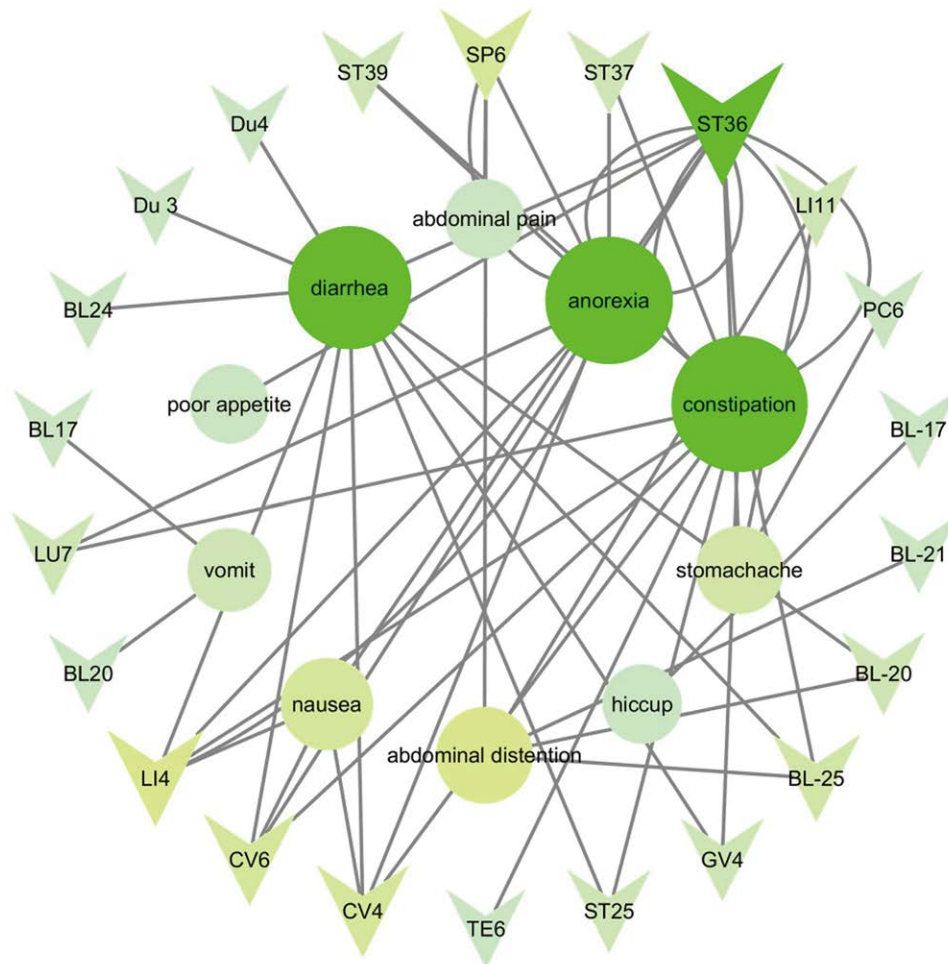 SP6
ST39
ST37
Du4
ST36
Du 3
LI11
abdominal pain
diarrhea
anorexia
BL24
PC6
poor appetite
constipation
BL17
BL-17
LU7
vomit
stomachache
BL-21
BL20
BL-20
nausea
hiccup
abdominal distention
LI4
BL-25
CV6
GV4
CV4
ST25
TE6